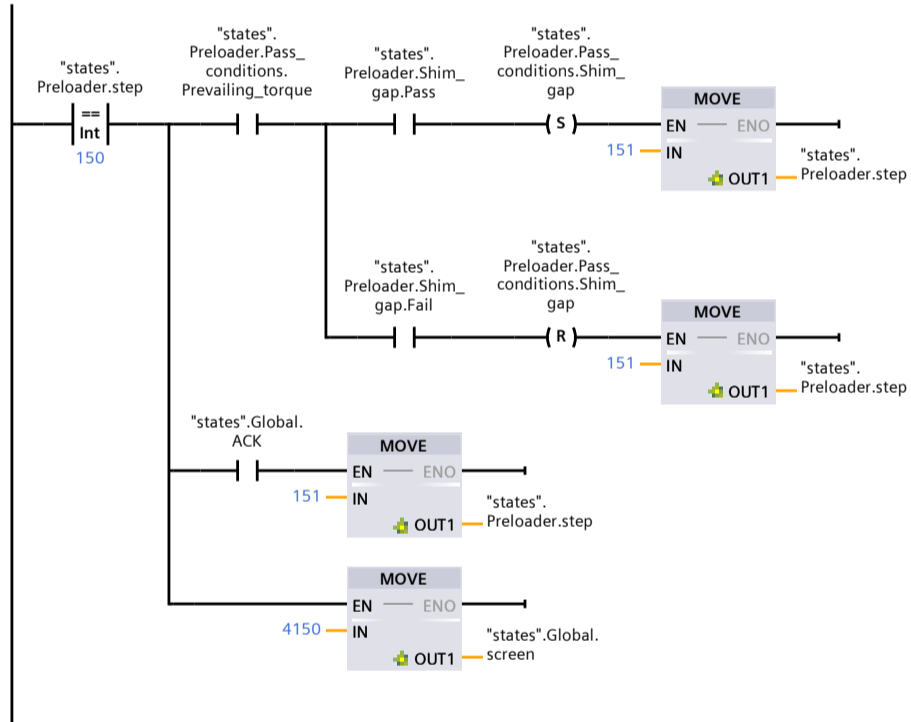 "states".
Preloader.step
==
Int
150
"states".
Preloader.Pass_
conditions.
Prevailing_torque
"states".
Preloader.Shim_
gap.Pass
"states".
Preloader.Pass_
conditions.Shim_
gap
S
MOVE
EN
ENO
151
IN
OUT1
"states".
Preloader.step
"states".
Preloader.Shim_
gap.Fail
"states".
Preloader.Pass_
conditions.Shim_
gap
R
MOVE
EN
ENO
151
IN
OUT1
"states".
Preloader.step
"states".Global.
ACK
MOVE
EN
ENO
151
IN
OUT1
"states".
Preloader.step
MOVE
EN
ENO
4150
IN
OUT1
"states".Global.
screen